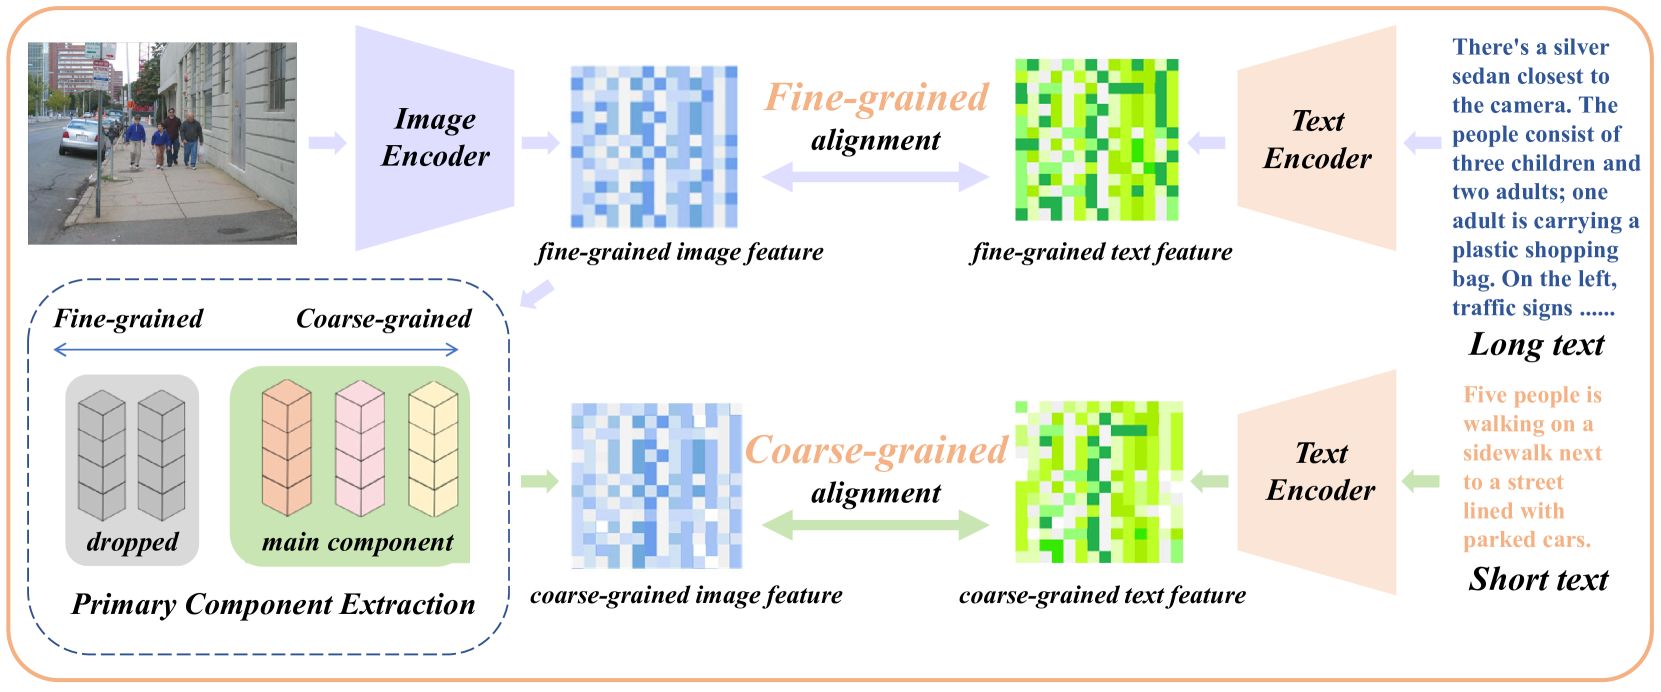 Image
Encoder
fine-grained image feature
Fine-grained
alignment
fine-grained text feature
Text
Encoder
There's a silver
sedan closest to
the camera. The
people consist of
three children and
two adults; one
adult is carrying a
plastic shopping
bag. On the left,
traffic signs ......
Long text
Fine-grained
Coarse-grained
dropped
main component
Primary Component Extraction
coarse-grained image feature
Coarse-grained
alignment
coarse-grained text feature
Text
Encoder
Five people is
walking on a
sidewalk next
to a street
lined with
parked cars.
Short text